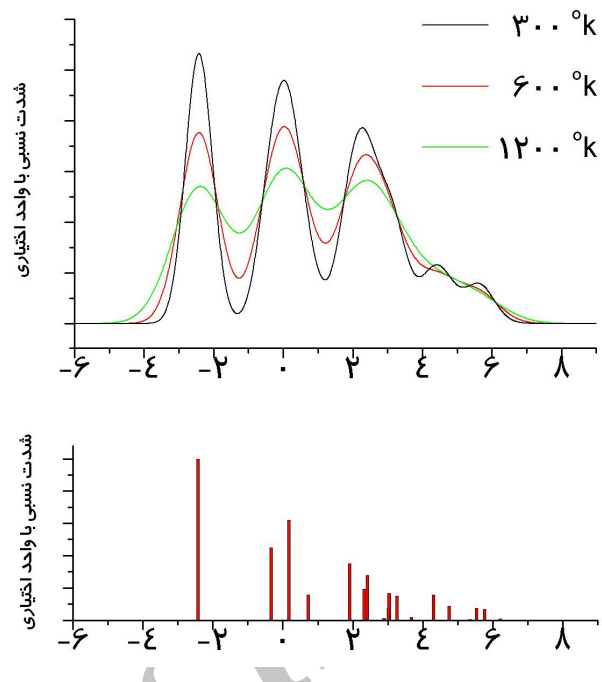 ۳۰۰ °k
۶۰۰ °k
۱۲۰۰ °k
شدت نسبی با واحد اختیاری
-۶ -٤ -۲ ۰ ۲ ٤ ۶ ۸
شدت نسبی با واحد اختیاری
-۶ -٤ -۲ ۰ ۲ ٤ ۶ ۸